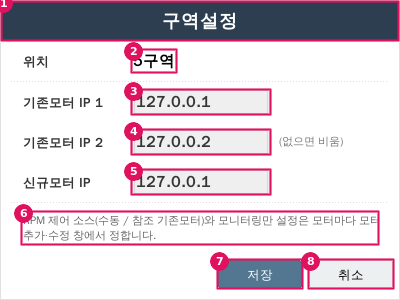 1
구역설정
위치
2
5구역
기존모터 IP 1
3
127.0.0.1
기존모터 IP 2
4
127.0.0.2
(없으면 비움)
신규모터 IP
5
127.0.0.1
6
RPM 제어 소스(수동 / 참조 기존모터)와 모니터링만 설정은 모터마다 모터
추가·수정 창에서 정합니다.
7
저장
8
취소